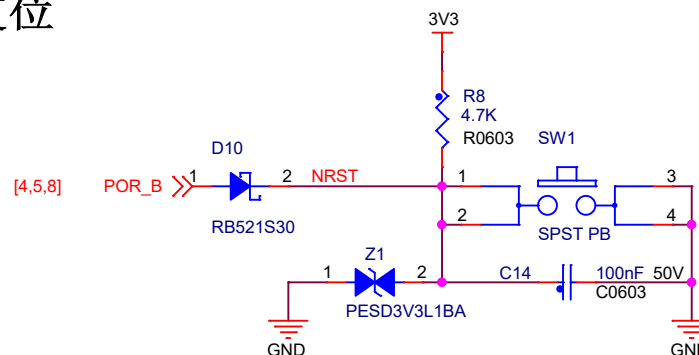 位
3V3
R8
4.7K
R0603
SW1
D10
[4,5,8] POR_B 1 2 NRST 1 3
2 4
RB521S30 SPST PB
Z1
1 2 C14 100nF 50V
PESD3V3L1BA C0603
GND